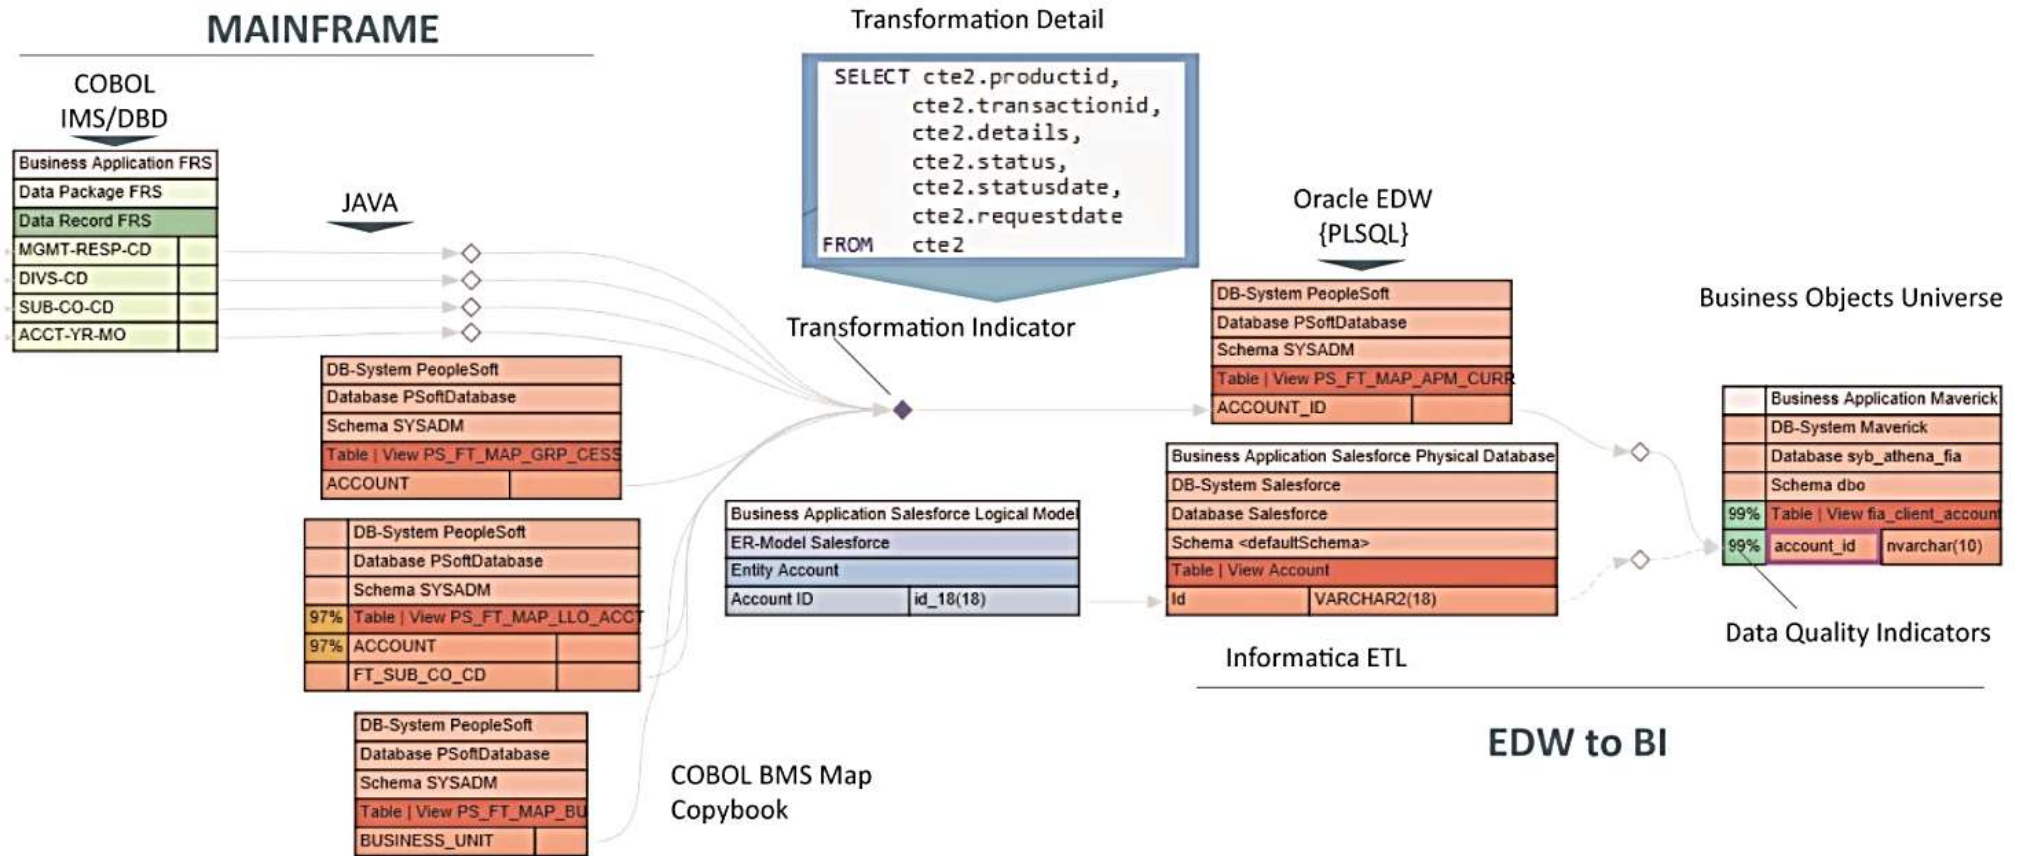 MAINFRAME
COBOL
IMS/DBD
Business Application FRS
Data Package FRS
Data Record FRS
MGMT-RESP-CD
DIVS-CD
SUB-CO-CD
ACCT-YR-MO
JAVA
DB-System PeopleSoft
Database PSoftDatabase
Schema SYSADM
Table | View PS_FT_MAP_GRP_CESS
ACCOUNT
DB-System PeopleSoft
Database PSoftDatabase
Schema SYSADM
97% Table | View PS_FT_MAP_LLO_ACCT
97% ACCOUNT
FT_SUB_CO_CD
DB-System PeopleSoft
Database PSoftDatabase
Schema SYSADM
Table | View PS_FT_MAP_BU
BUSINESS_UNIT
COBOL BMS Map
Copybook
Transformation Detail
SELECT cte2.productid,
cte2.transactionid,
cte2.details,
cte2.status,
cte2.statusdate,
cte2.requestdate
FROM cte2
Transformation Indicator
Business Application Salesforce Logical Model
ER-Model Salesforce
Entity Account
Account ID id_18(18)
Oracle EDW
{PLSQL}
DB-System PeopleSoft
Database PSoftDatabase
Schema SYSADM
Table | View PS_FT_MAP_APM_CURR
ACCOUNT_ID
Business Application Salesforce Physical Database
DB-System Salesforce
Database Salesforce
Schema <defaultSchema>
Table | View Account
Id VARCHAR2(18)
Informatica ETL
Business Objects Universe
Business Application Maverick
DB-System Maverick
Database syb_athena_fia
Schema dbo
99% Table | View fia_client_account
99% account_id nvarchar(10)
Data Quality Indicators
EDW to BI